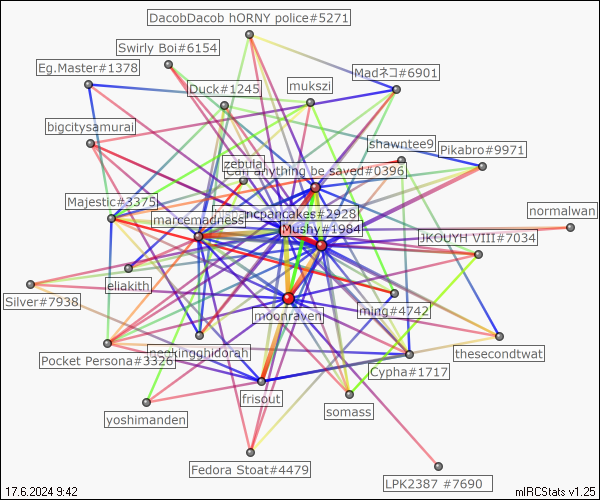 DacobDacob hORNY police#5271
Swirly Boi#6154
Eg.Master#1378
Madネコ#6901
Duck#1245
mukszi
bigcitysamurai
shawntee9
Pikabro#9971
zebula
Can anything be saved#0396
Majestic#3375
ncpancakes#2928
normalwan
marcemadness
Mushy#1984
JKOUYH VIII#7034
eliakith
Silver#7938
ming#4742
moonraven
Pocket Persona#3326
neekingghidorah
thesecondtwat
Cypha#1717
frisout
somass
yoshimanden
Fedora Stoat#4479
LPK2387 #7690
17.6.2024 9:42
mIRCStats v1.25